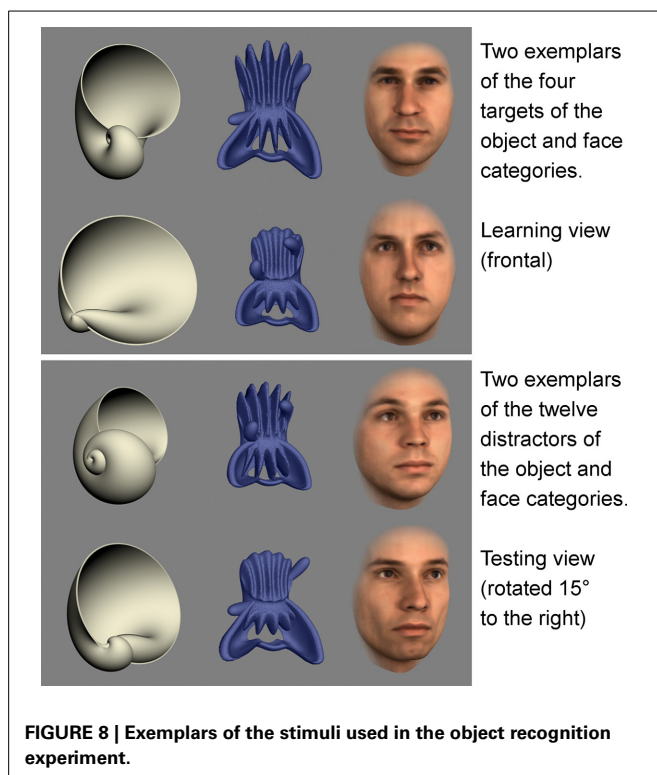 Two exemplars
of the four
targets of the
object and face
categories.
Learning view
(frontal)
Two exemplars
of the twelve
distractors of
the object and
face categories.
Testing view
(rotated 15°
to the right)
FIGURE 8 | Exemplars of the stimuli used in the object recognition
experiment.